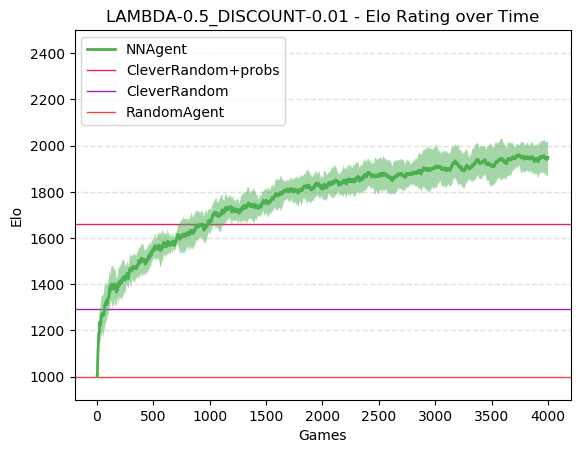 LAMBDA-0.5_DISCOUNT-0.01 - Elo Rating over Time
NNAgent
CleverRandom+probs
CleverRandom
RandomAgent
Elo
2400
2200
2000
1800
1600
1400
1200
1000
0 500 1000 1500 2000 2500 3000 3500 4000
Games